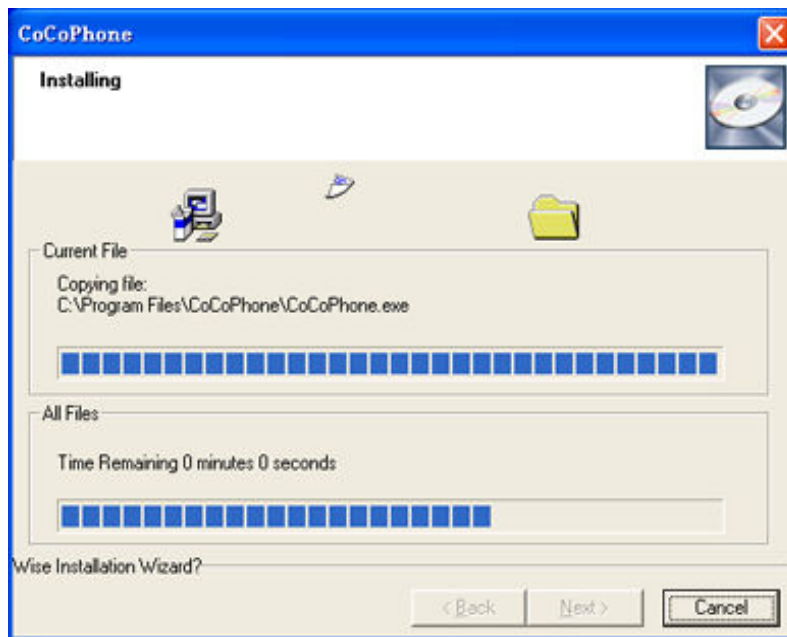 CoCoPhone
Installing
Current File
Copying file:
C:\Program Files\CoCoPhone\CoCoPhone.exe
All Files
Time Remaining 0 minutes 0 seconds
Wise Installation Wizard?
< Back
Next >
Cancel